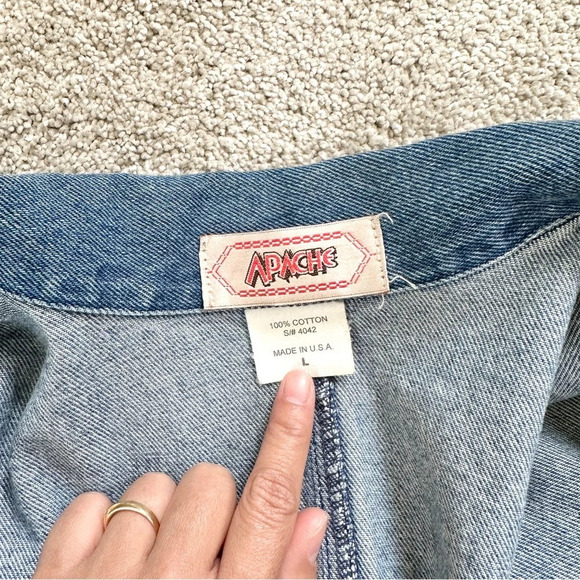 APACHE
100% COTTON
S/# 4042
MADE IN U.S.A.
L